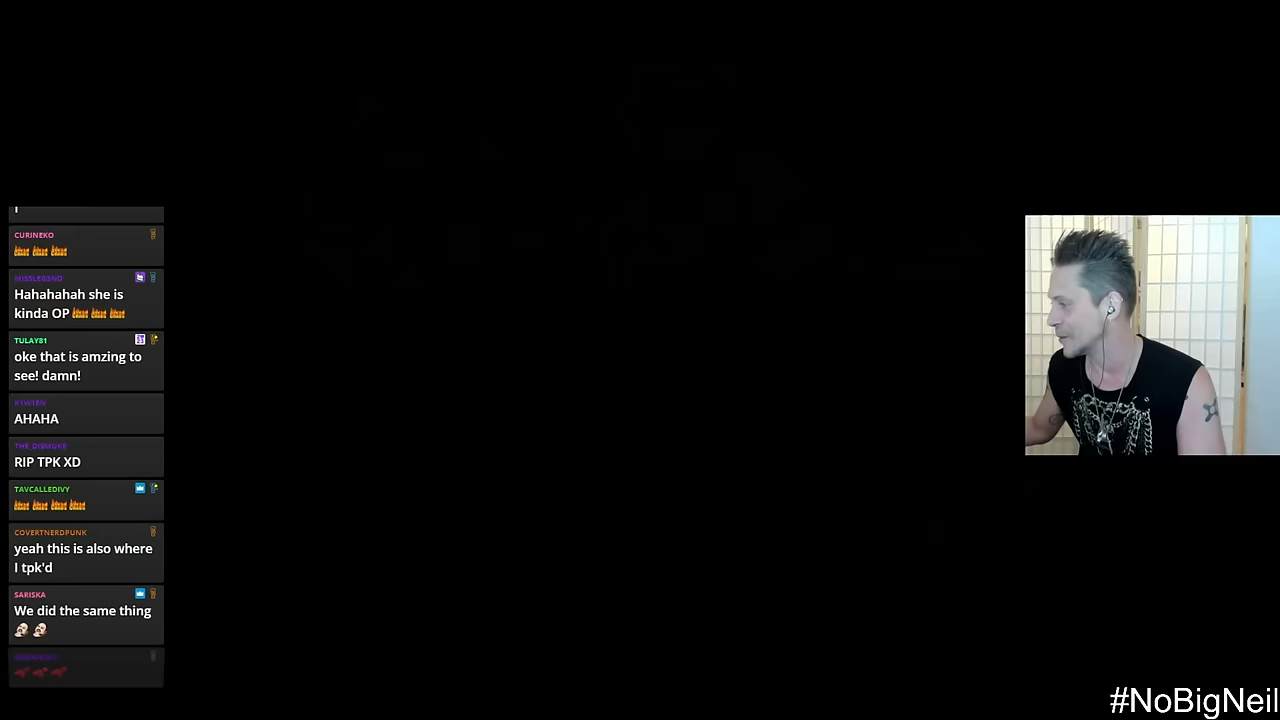 CURINEKO
Hahahahah she is
kinda OP
TULAY81
oke that is amzing to
see! damn!
AHAHA
THE_DISMUKE
RIP TPK XD
TAVCALLEDIVY
COVERTNERDPUNK
yeah this is also where
I tpk'd
SARISKA
We did the same thing
#NoBigNeil